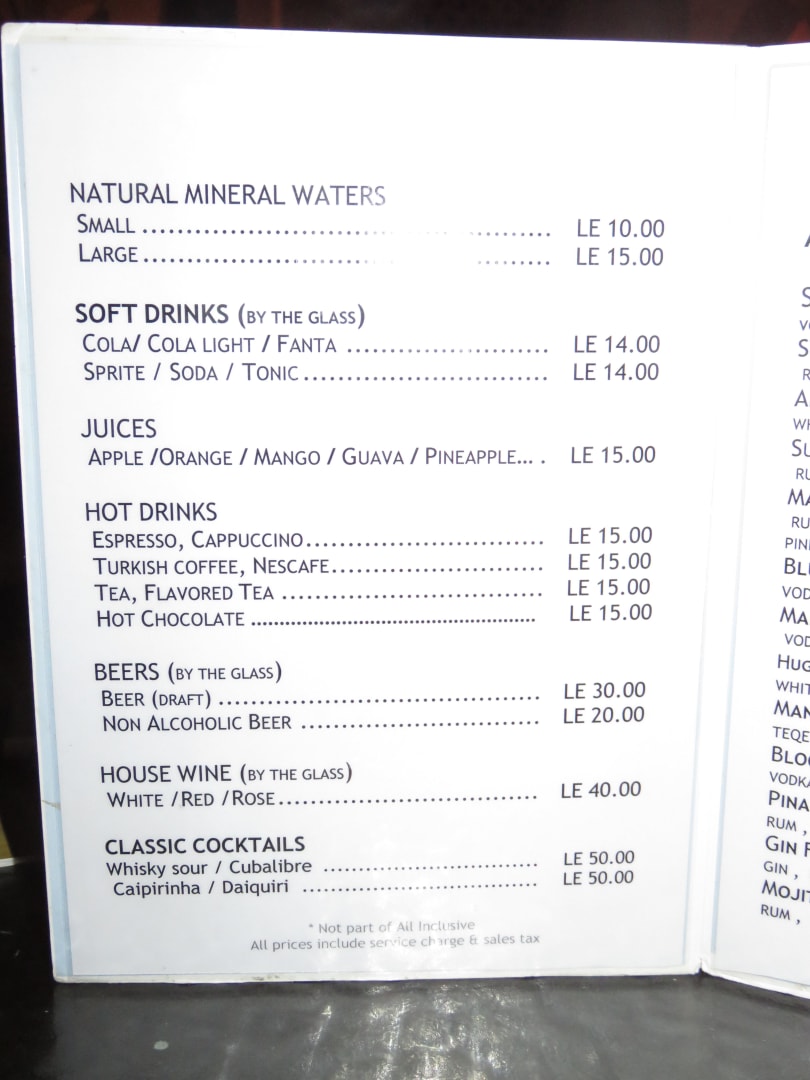 NATURAL MINERAL WATERS
SMALL ............................................. LE 10.00
LARGE ............................................. LE 15.00
SOFT DRINKS (BY THE GLASS)
COLA/ COLA LIGHT / FANTA ......................... LE 14.00
SPRITE / SODA / TONIC .............................. LE 14.00
JUICES
APPLE /ORANGE / MANGO / GUAVA / PINEAPPLE... . LE 15.00
HOT DRINKS
ESPRESSO, CAPPUCCINO ............................. LE 15.00
TURKISH COFFEE, NESCAFE .......................... LE 15.00
TEA, FLAVORED TEA ................................ LE 15.00
HOT CHOCOLATE .................................................. LE 15.00
BEERS (BY THE GLASS)
BEER (DRAFT) ....................................... LE 30.00
NON ALCOHOLIC BEER .............................. LE 20.00
HOUSE WINE (BY THE GLASS)
WHITE /RED /ROSE ................................. LE 40.00
CLASSIC COCKTAILS
Whisky sour / Cubalibre .................................... LE 50.00
Caipirinha / Daiquiri ....................................... LE 50.00
* Not part of All Inclusive
All prices include service charge & sales tax
RUM ,
GIN ,
RUM ,